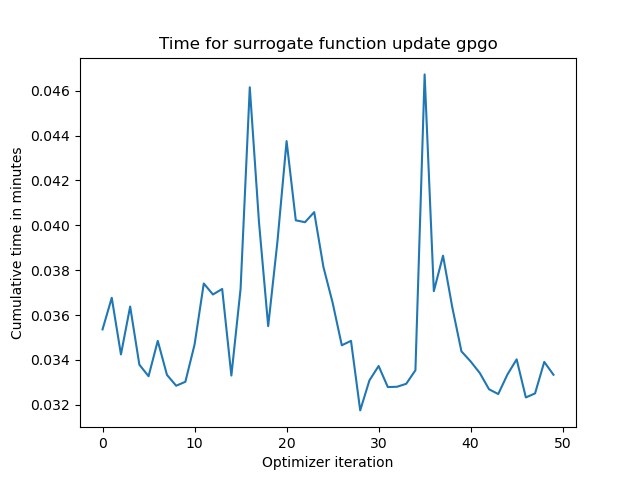 Time for surrogate function update gpgo
Cumulative time in minutes
0.046
0.044
0.042
0.040
0.038
0.036
0.034
0.032
0 10 20 30 40 50
Optimizer iteration